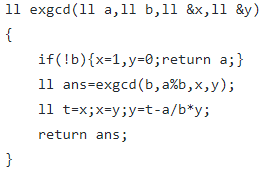 ll exgcd(ll a,ll b,ll &x,ll &y)
{
    if(!b){x=1,y=0;return a;}
    ll ans=exgcd(b,a%b,x,y);
    ll t=x;x=y;y=t-a/b*y;
    return ans;
}